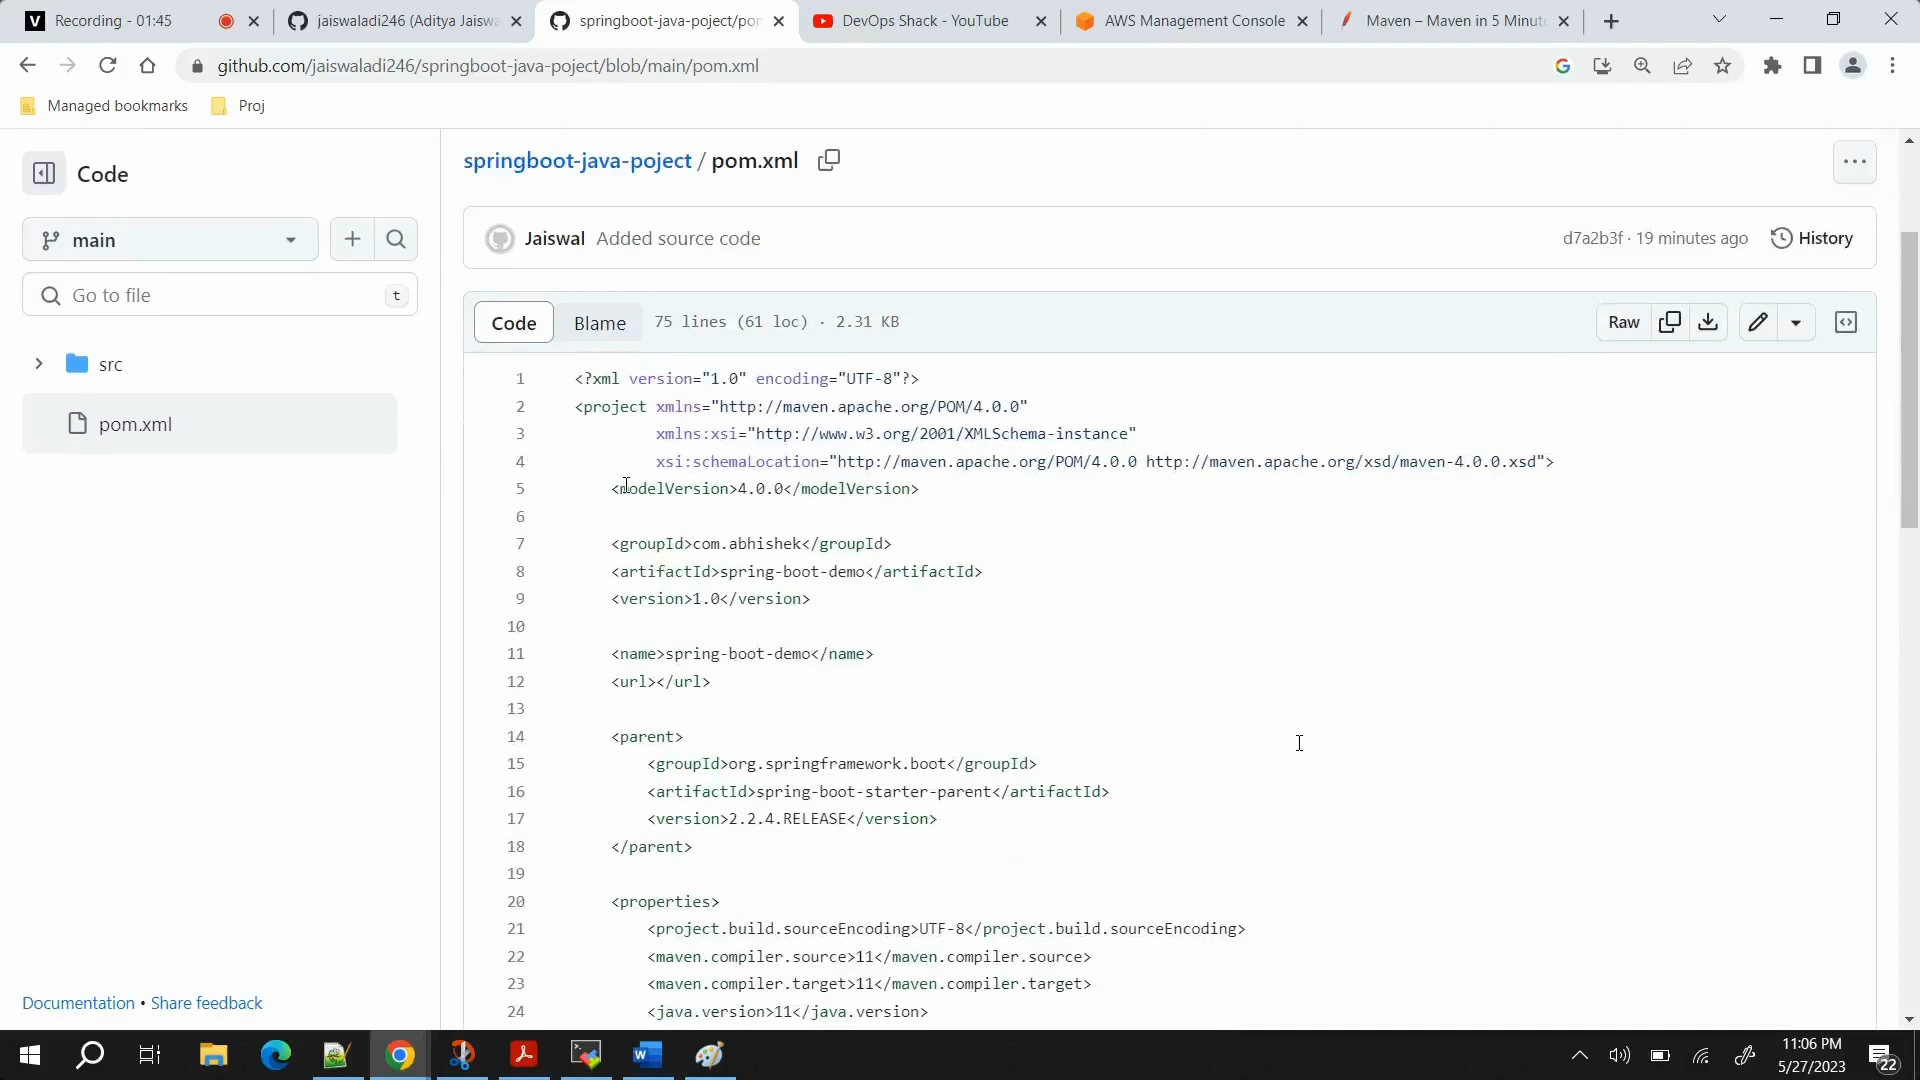 Recording - 01:45
jaiswaladi246 (Aditya Jaiswa
springboot-java-poject/pom
DevOps Shack - YouTube
AWS Management Console
Maven – Maven in 5 Minute
github.com/jaiswaladi246/springboot-java-poject/blob/main/pom.xml
Managed bookmarks
Proj
Code
springboot-java-poject / pom.xml
main
Jaiswal Added source code
d7a2b3f · 19 minutes ago
History
Go to file
t
Code
Blame
75 lines (61 loc) · 2.31 KB
Raw
src
pom.xml
1 <?xml version="1.0" encoding="UTF-8"?>
2 <project xmlns="http://maven.apache.org/POM/4.0.0"
3 xmlns:xsi="http://www.w3.org/2001/XMLSchema-instance"
4 xsi:schemaLocation="http://maven.apache.org/POM/4.0.0 http://maven.apache.org/xsd/maven-4.0.0.xsd">
5 <modelVersion>4.0.0</modelVersion>
6
7 <groupId>com.abhishek</groupId>
8 <artifactId>spring-boot-demo</artifactId>
9 <version>1.0</version>
10
11 <name>spring-boot-demo</name>
12 <url></url>
13
14 <parent>
15 <groupId>org.springframework.boot</groupId>
16 <artifactId>spring-boot-starter-parent</artifactId>
17 <version>2.2.4.RELEASE</version>
18 </parent>
19
20 <properties>
21 <project.build.sourceEncoding>UTF-8</project.build.sourceEncoding>
22 <maven.compiler.source>11</maven.compiler.source>
23 <maven.compiler.target>11</maven.compiler.target>
24 <java.version>11</java.version>
Documentation • Share feedback
11:06 PM
5/27/2023
22